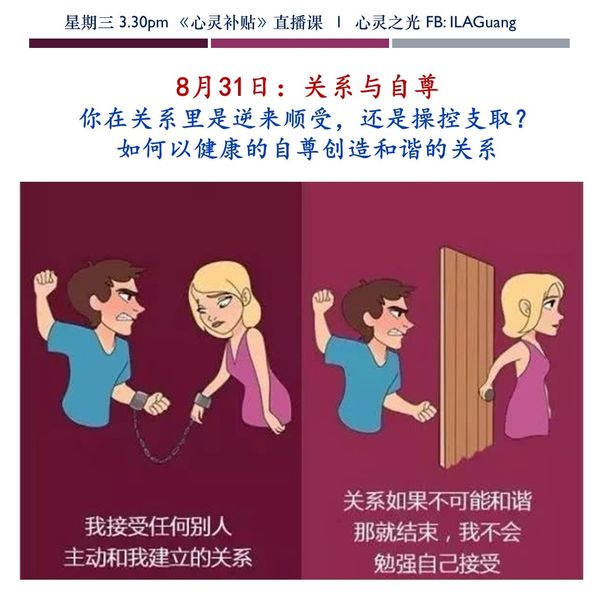 星期三 3.30pm 《心灵补贴》直播课 I 心灵之光 FB: ILAGuang
8月31日：关系与自尊
你在关系里是逆来顺受，还是操控支取？
如何以健康的自尊创造和谐的关系
我接受任何别人
主动和我建立的关系
关系如果不可能和谐
那就结束，我不会
勉强自己接受